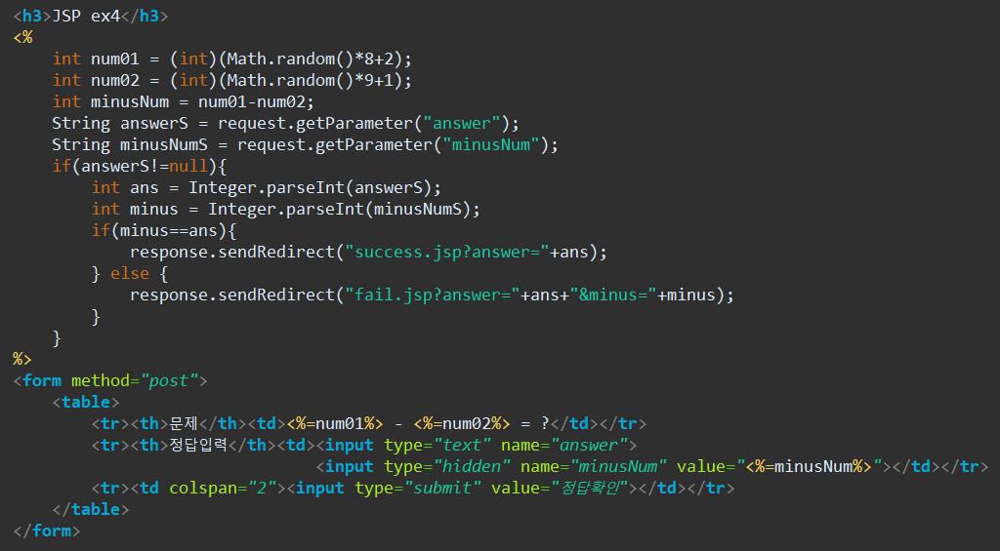 <h3>JSP ex4</h3>
<%
    int num01 = (int)(Math.random()*8+2);
    int num02 = (int)(Math.random()*9+1);
    int minusNum = num01-num02;
    String answerS = request.getParameter("answer");
    String minusNumS = request.getParameter("minusNum");
    if(answerS!=null){
        int ans = Integer.parseInt(answerS);
        int minus = Integer.parseInt(minusNumS);
        if(minus==ans){
            response.sendRedirect("success.jsp?answer="+ans);
        } else {
            response.sendRedirect("fail.jsp?answer="+ans+"&minus="+minus);
        }
    }
%>
<form method="post">
    <table>
        <tr><th>문제</th><td><%=num01%> - <%=num02%> = ?</td></tr>
        <tr><th>정답입력</th><td><input type="text" name="answer">
                               <input type="hidden" name="minusNum" value="<%=minusNum%>"></td></tr>
        <tr><td colspan="2"><input type="submit" value="정답확인"></td></tr>
    </table>
</form>